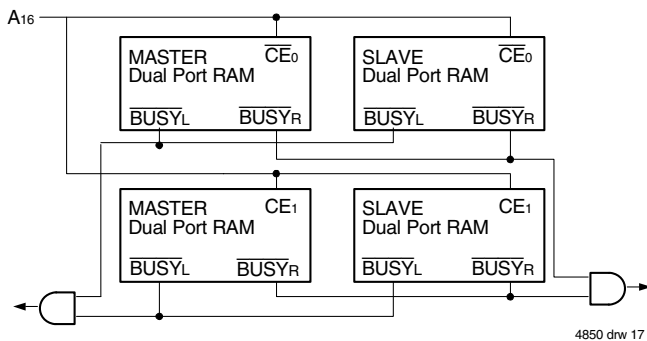 A16
MASTER CE0 SLAVE CE0
Dual Port RAM Dual Port RAM
BUSYL BUSYR BUSYL BUSYR
MASTER CE1 SLAVE CE1
Dual Port RAM Dual Port RAM
BUSYL BUSYR BUSYL BUSYR
4850 drw 17